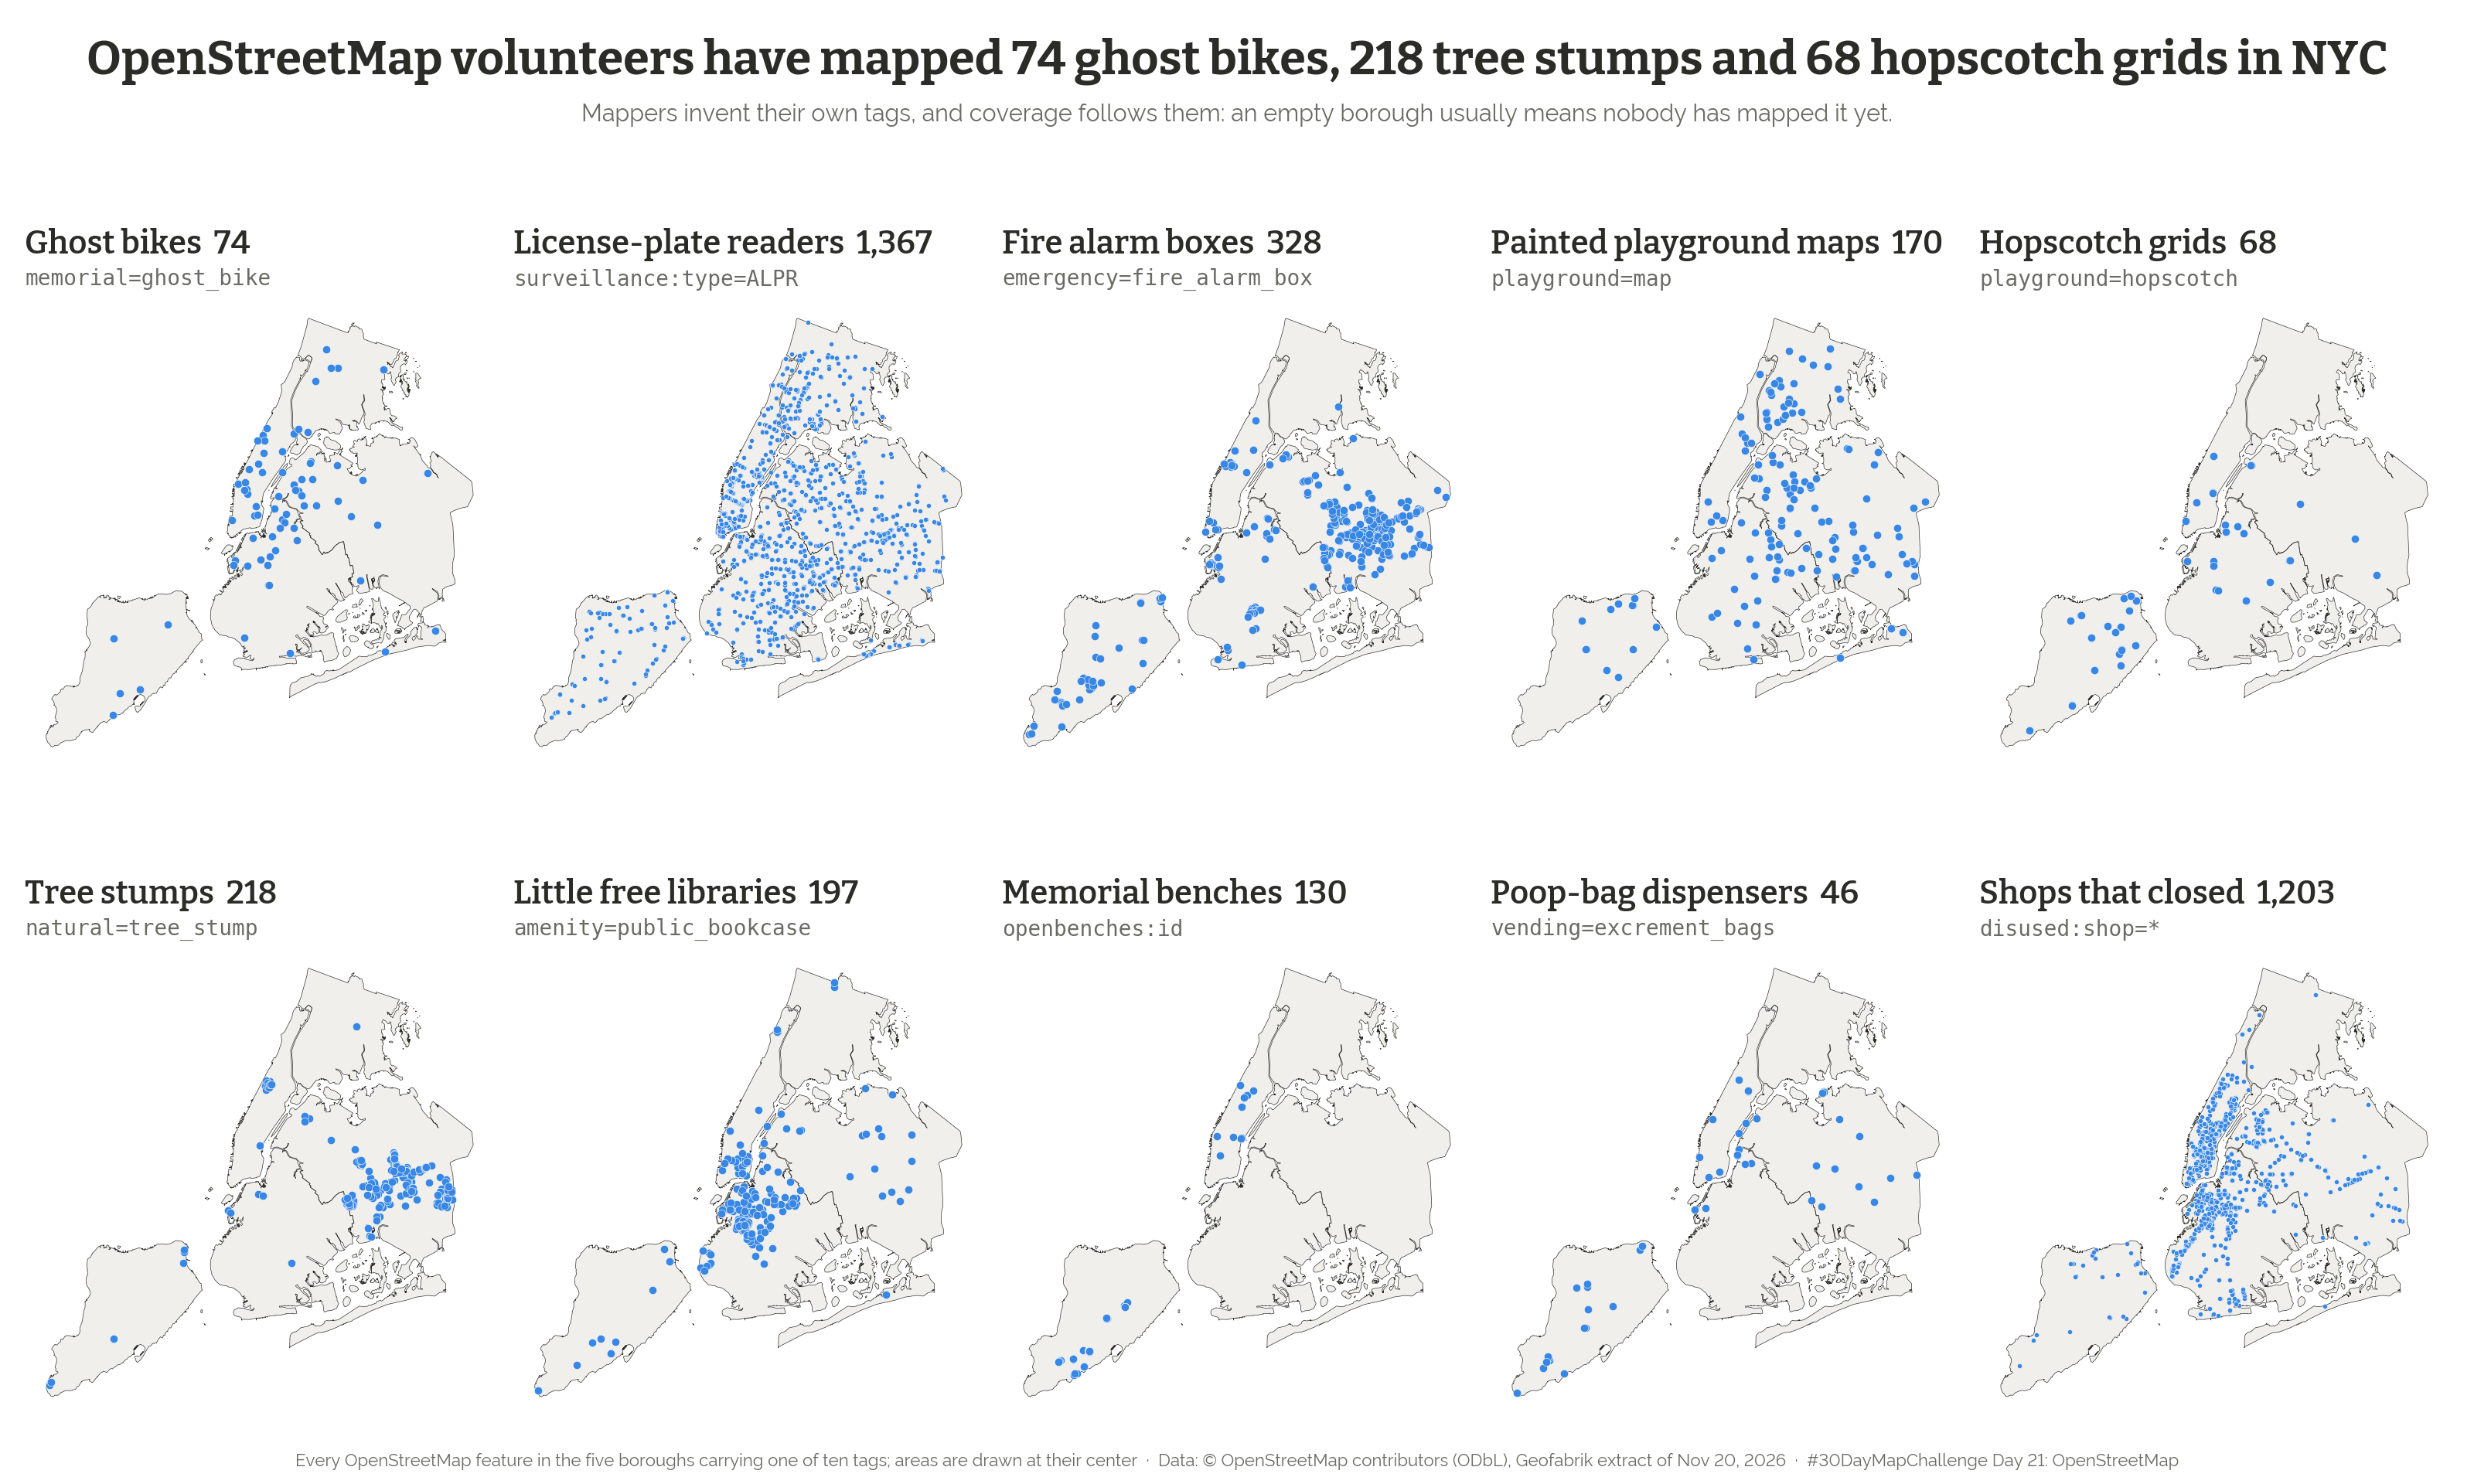 OpenStreetMap volunteers have mapped 74 ghost bikes, 218 tree stumps and 68 hopscotch grids in NYC
Mappers invent their own tags, and coverage follows them: an empty borough usually means nobody has mapped it yet.
Ghost bikes 74
memorial=ghost_bike
License-plate readers 1,367
surveillance:type=ALPR
Fire alarm boxes 328
emergency=fire_alarm_box
Painted playground maps 170
playground=map
Hopscotch grids 68
playground=hopscotch
Tree stumps 218
natural=tree_stump
Little free libraries 197
amenity=public_bookcase
Memorial benches 130
openbenches:id
Poop-bag dispensers 46
vending=excrement_bags
Shops that closed 1,203
disused:shop=*
Every OpenStreetMap feature in the five boroughs carrying one of ten tags; areas are drawn at their center · Data: © OpenStreetMap contributors (ODbL), Geofabrik extract of Nov 20, 2026 · #30DayMapChallenge Day 21: OpenStreetMap